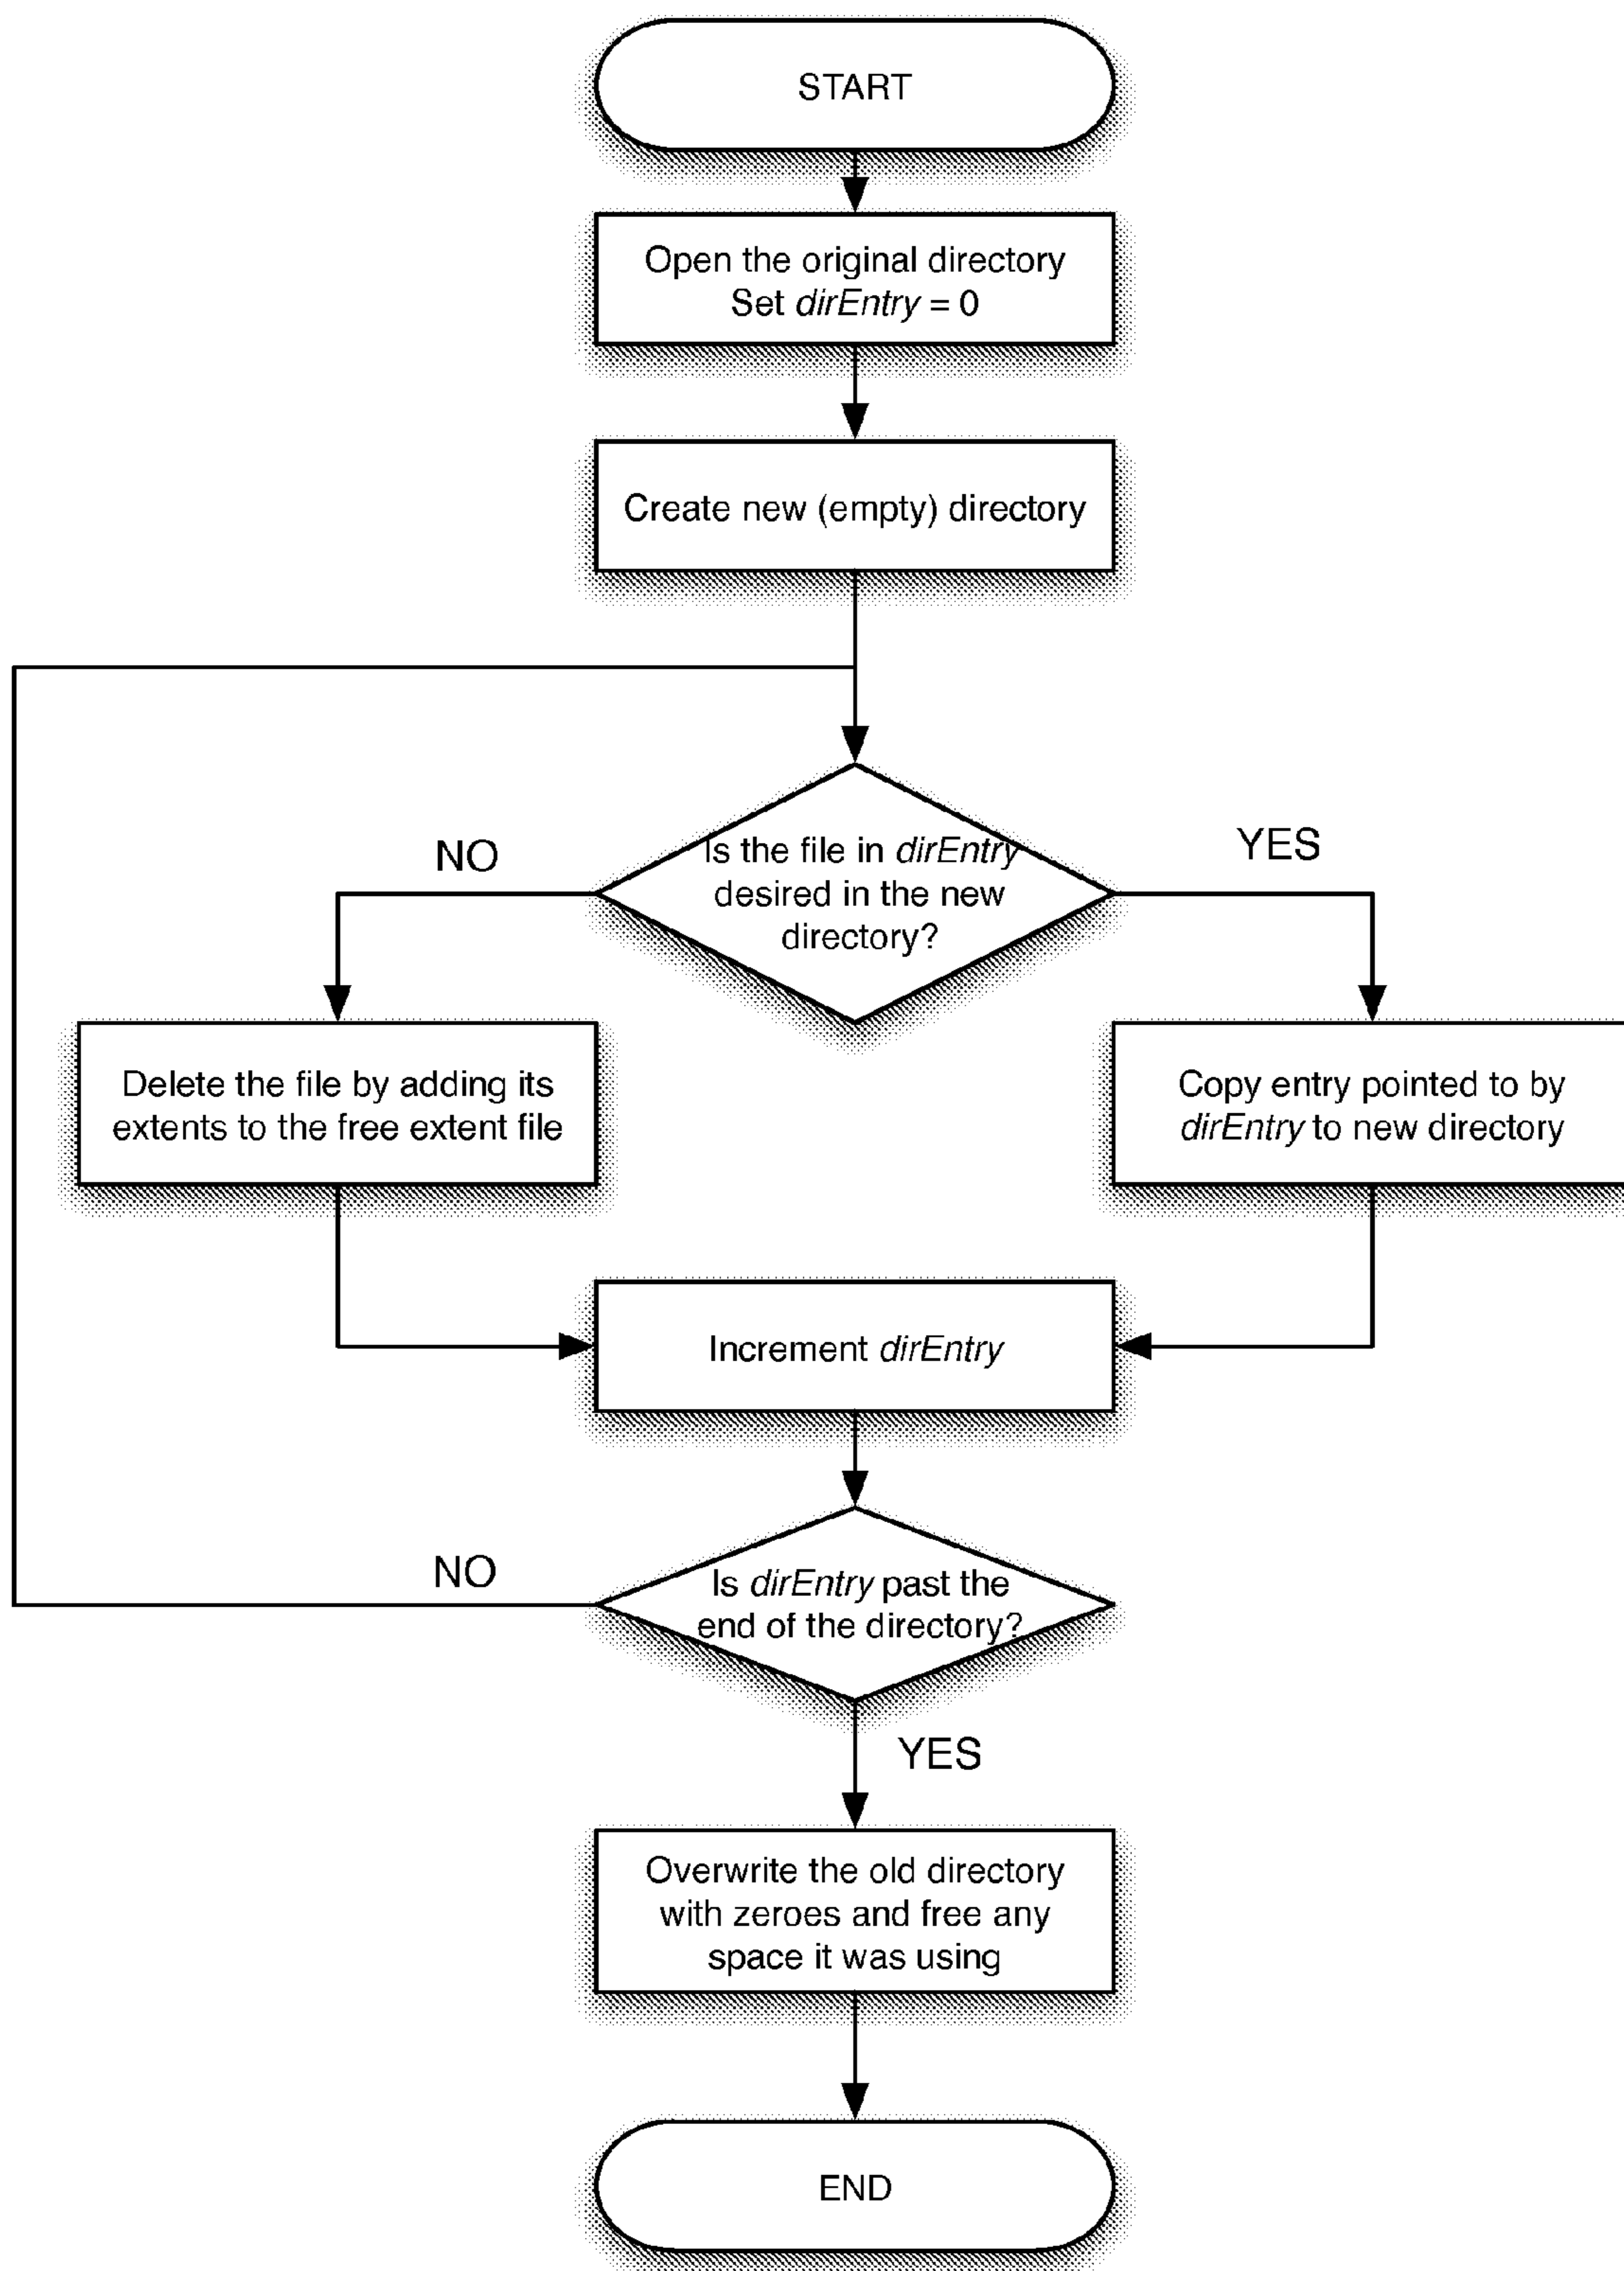 START
Open the original directory
Set dirEntry = 0
Create new (empty) directory
NO
YES
Is the file in dirEntry
desired in the new
directory?
Delete the file by adding its
extents to the free extent file
Copy entry pointed to by
dirEntry to new directory
Increment dirEntry
NO
Is dirEntry past the
end of the directory?
YES
Overwrite the old directory
with zeroes and free any
space it was using
END